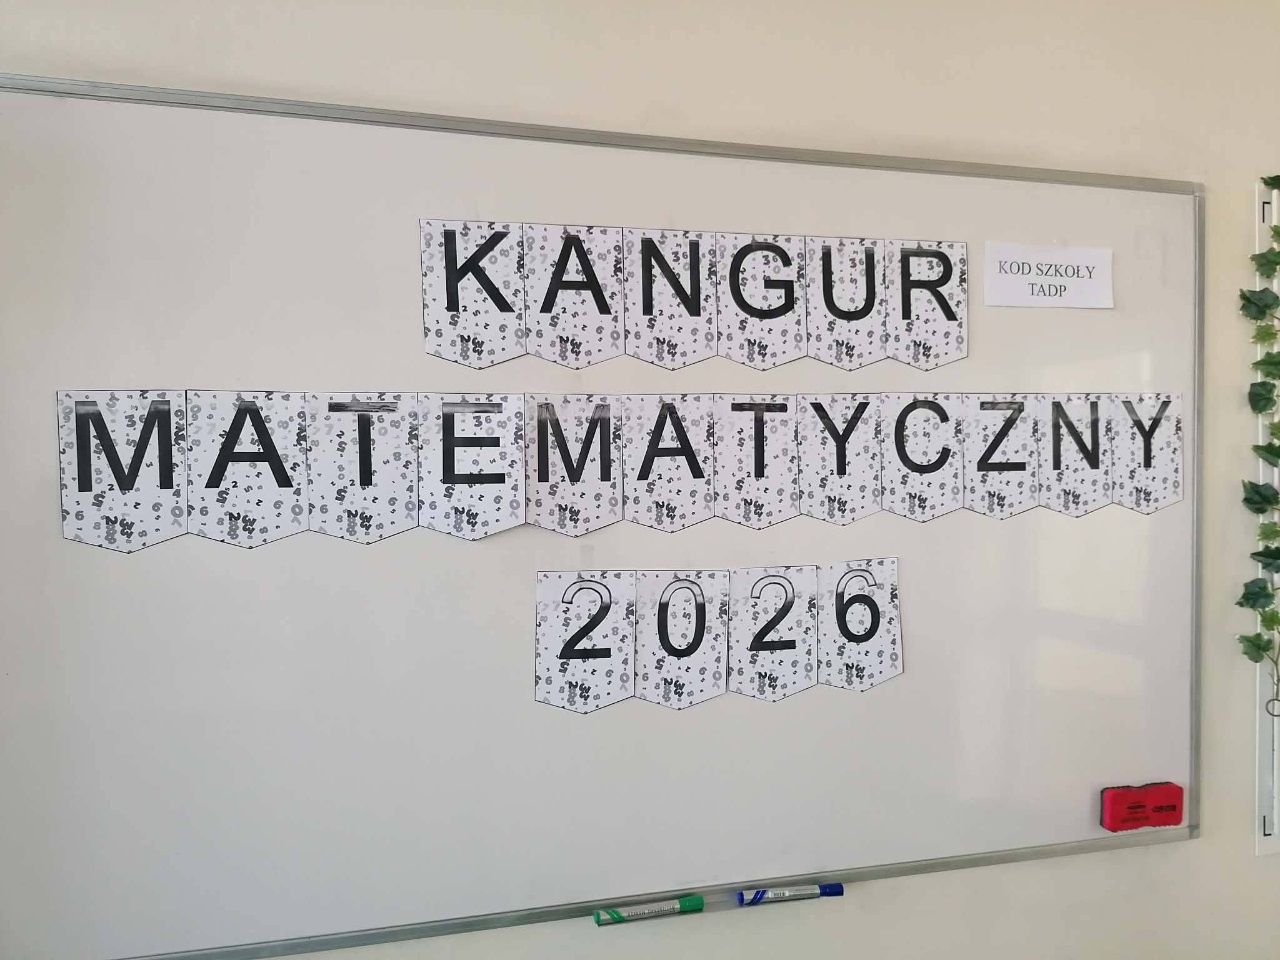 KANGUR
KOD SZKOŁY
TADP
MATEMATYCZNY
2026